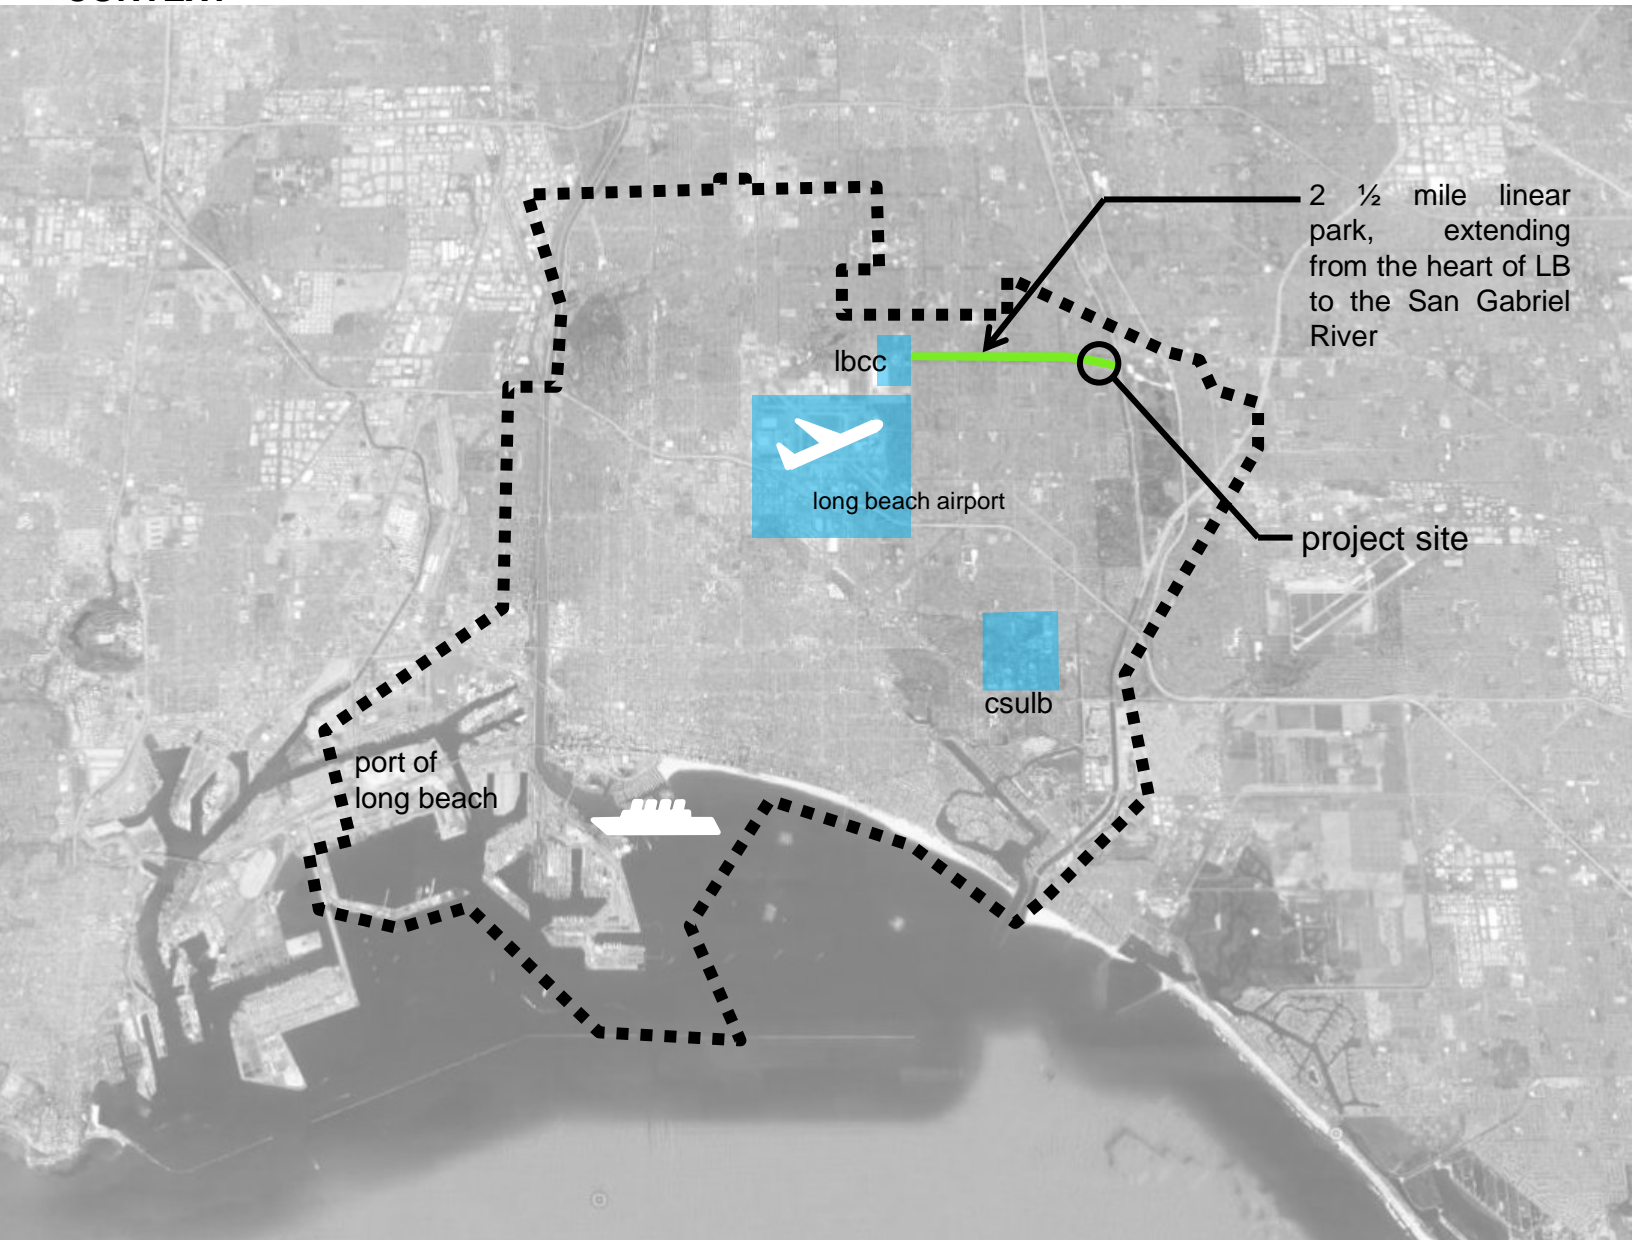 2 ½ mile linear
park, extending
from the heart of LB
to the San Gabriel
River
lbcc
long beach airport
project site
csulb
port of
long beach